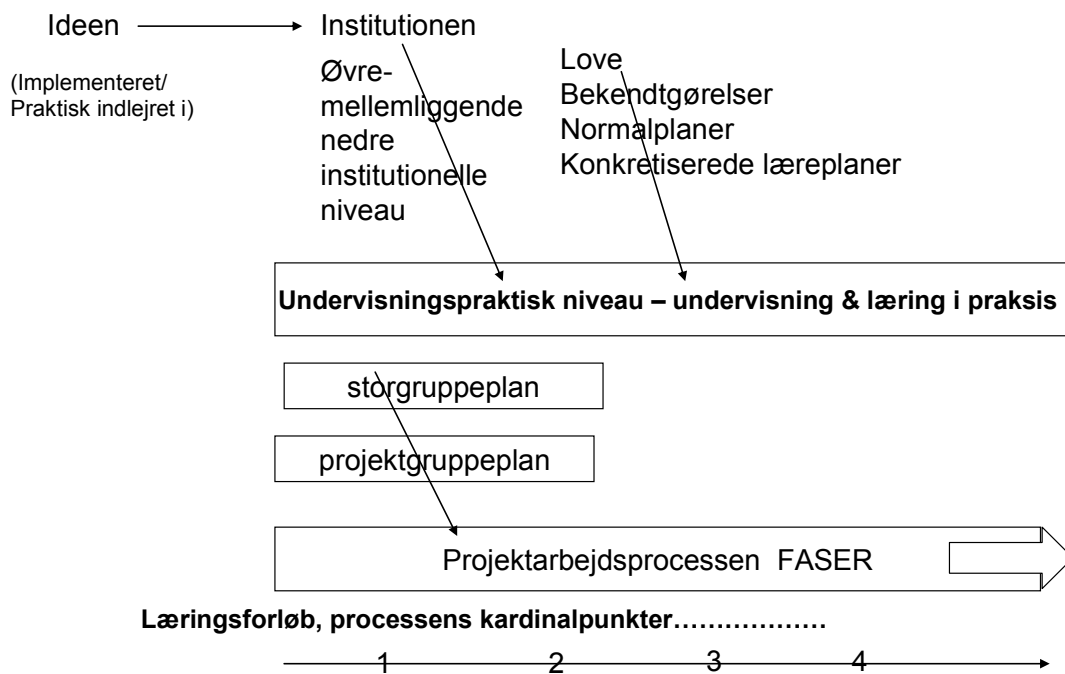 Ideen
Institutionen
(Implementeret/
Praktisk indlejret i)
Øvre-
mellemliggende
nedre
institutionelle
niveau
Love
Bekendtgørelser
Normalplaner
Konkretiserede læreplaner
Undervisningspraktisk niveau – undervisning & læring i praksis
storgruppeplan
projektgruppeplan
Projektarbejdsprocessen FASER
Læringsforløb, processens kardinalpunkter………………
1 2 3 4